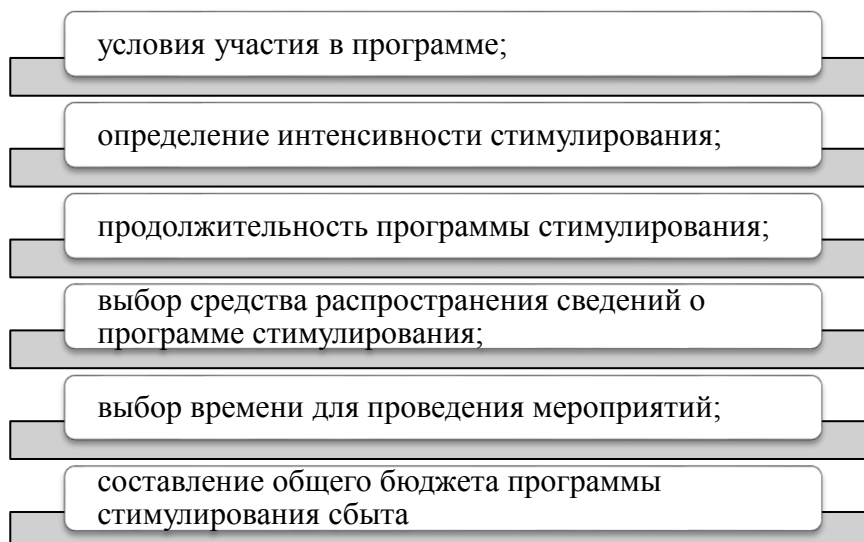 условия участия в программе;
определение интенсивности стимулирования;
продолжительность программы стимулирования;
выбор средства распространения сведений о
программе стимулирования;
выбор времени для проведения мероприятий;
составление общего бюджета программы
стимулирования сбыта